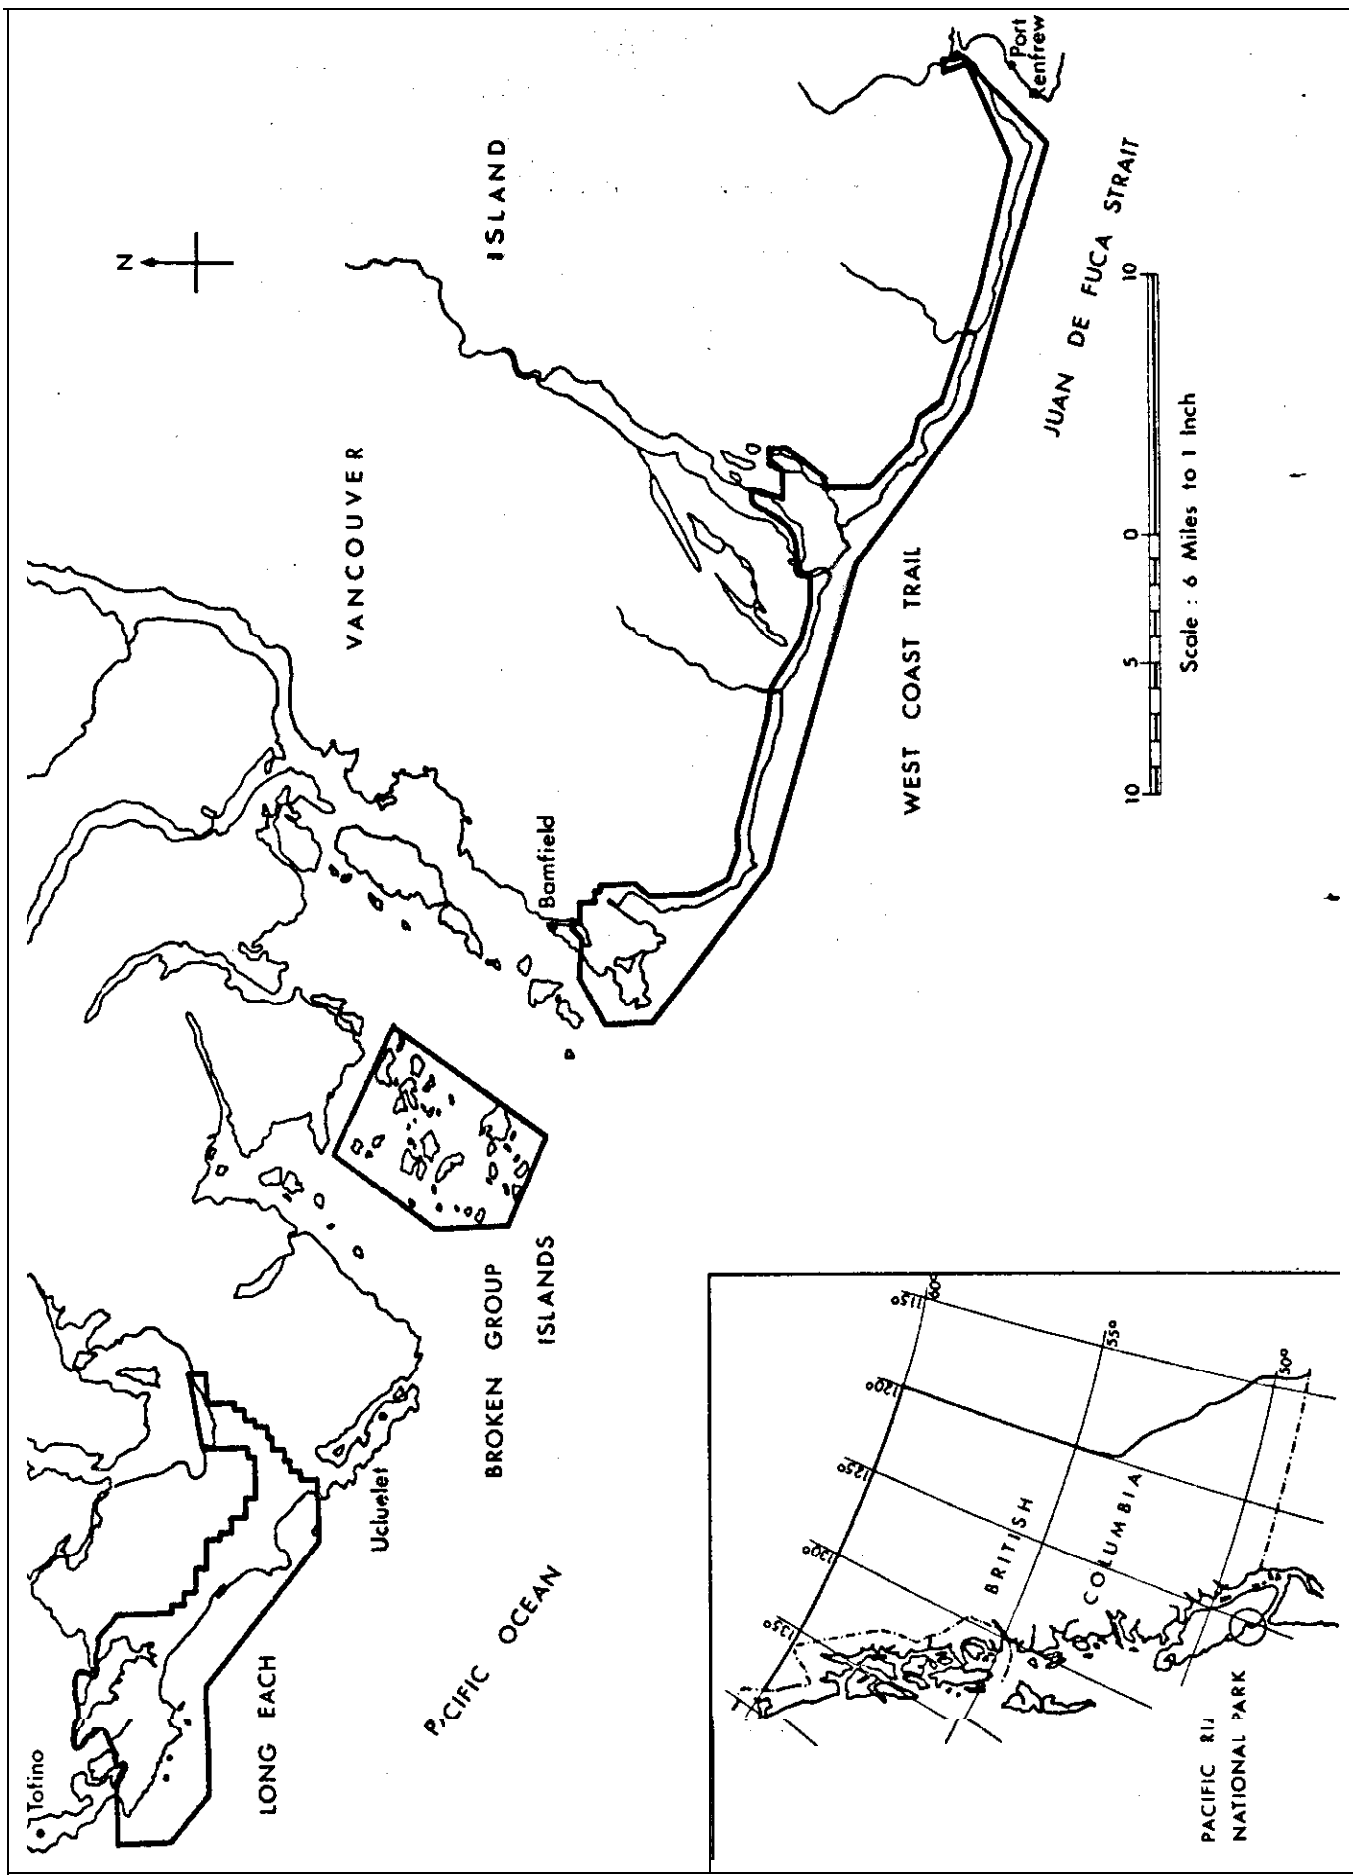 Tofino
LONG EACH
Ucluelet
PACIFIC OCEAN
BROKEN GROUP
ISLANDS
Bamfield
VANCOUVER
ISLAND
N
WEST COAST TRAIL
JUAN DE FUCA STRAIT
Port
Renfrew
10 5 0 10
Scale : 6 Miles to 1 Inch
135° 130° 125° 120° 115°
60°
55°
50°
BRITISH
COLUMBIA
PACIFIC
NATIONAL PARK